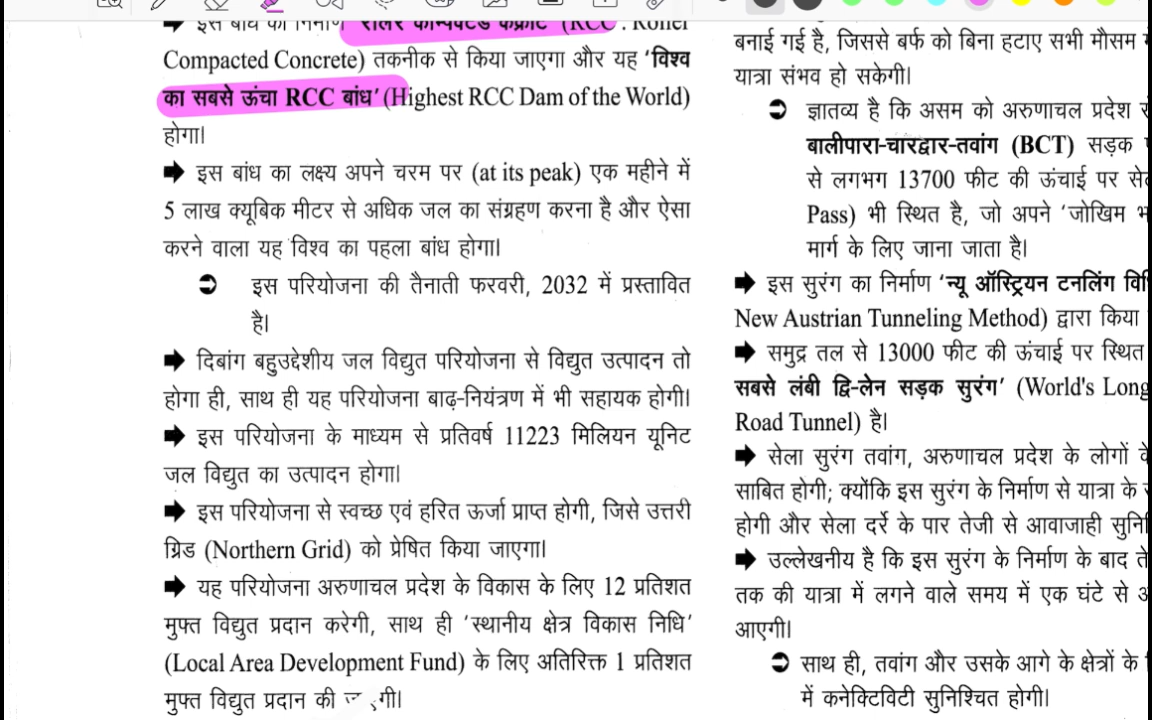 ➡ इस बांध का निर्माण 'रोलर कॉम्पैक्टेड कंक्रीट' (RCC : Roller
Compacted Concrete) तकनीक से किया जाएगा और यह 'विश्व
का सबसे ऊंचा RCC बांध' (Highest RCC Dam of the World)
होगा।
➡ इस बांध का लक्ष्य अपने चरम पर (at its peak) एक महीने में
5 लाख क्यूबिक मीटर से अधिक जल का संग्रहण करना है और ऐसा
करने वाला यह विश्व का पहला बांध होगा।
➲ इस परियोजना की तैनाती फरवरी, 2032 में प्रस्तावित
है।
➡ दिबांग बहुउद्देशीय जल विद्युत परियोजना से विद्युत उत्पादन तो
होगा ही, साथ ही यह परियोजना बाढ़-नियंत्रण में भी सहायक होगी।
➡ इस परियोजना के माध्यम से प्रतिवर्ष 11223 मिलियन यूनिट
जल विद्युत का उत्पादन होगा।
➡ इस परियोजना से स्वच्छ एवं हरित ऊर्जा प्राप्त होगी, जिसे उत्तरी
ग्रिड (Northern Grid) को प्रेषित किया जाएगा।
➡ यह परियोजना अरुणाचल प्रदेश के विकास के लिए 12 प्रतिशत
मुफ्त विद्युत प्रदान करेगी, साथ ही 'स्थानीय क्षेत्र विकास निधि'
(Local Area Development Fund) के लिए अतिरिक्त 1 प्रतिशत
मुफ्त विद्युत प्रदान की
बनाई गई है, जिससे बर्फ को बिना हटाए सभी मौसम
यात्रा संभव हो सकेगी।
➲ ज्ञातव्य है कि असम को अरुणाचल प्रदेश
बालीपारा-चारद्वार-तवांग (BCT) सड़क
से लगभग 13700 फीट की ऊंचाई पर
Pass) भी स्थित है, जो अपने 'जोखिम
मार्ग के लिए जाना जाता है।
➡ इस सुरंग का निर्माण 'न्यू ऑस्ट्रियन टनलिंग
New Austrian Tunneling Method) द्वारा किया
➡ समुद्र तल से 13000 फीट की ऊंचाई पर स्थित
सबसे लंबी द्वि-लेन सड़क सुरंग' (World's Long
Road Tunnel) है।
➡ सेला सुरंग तवांग, अरुणाचल प्रदेश के लोगों
साबित होगी; क्योंकि इस सुरंग के निर्माण से यात्रा के
होगी और सेला दर्रे के पार तेजी से आवाजाही
➡ उल्लेखनीय है कि इस सुरंग के निर्माण के बाद
तक की यात्रा में लगने वाले समय में एक घंटे से
आएगी।
➲ साथ ही, तवांग और उसके आगे के क्षेत्रों के
में कनेक्टिविटी सुनिश्चित होगी।